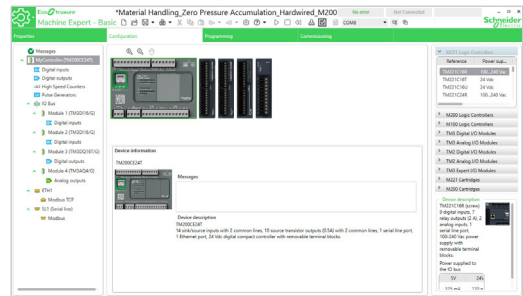 EcoStruxure
Machine Expert - Basic
*Material Handling_Zero Pressure Accumulation_Hardwired_M200
No error
Not Connected
COM8
Schneider
Electric
Properties
Configuration
Programming
Commissioning
Messages
MyController (TM200CE24T)
Digital inputs
Digital outputs
High Speed Counters
Pulse Generators
IO Bus
Module 1 (TM3DI16/G)
Digital inputs
Module 2 (TM3DI16/G)
Digital inputs
Module 3 (TM3DQ16T/G)
Digital outputs
Module 4 (TM3AQ4/G)
Analog outputs
ETH1
Modbus TCP
SL1 (Serial line)
Modbus
Device information
TM200CE24T
Messages
Device description
TM200CE24T
14 sink/source inputs with 2 common lines, 10 source transistor outputs (0.5A) with 2 common lines, 1 serial line port,
1 Ethernet port, 24 Vdc digital compact controller with removable terminal blocks.
M221 Logic Controllers
Reference
Power sup...
TM221C16R
100...240 Vac
TM221C16T
24 Vdc
TM221C16U
24 Vdc
TM221C24R
100...240 Vac
M200 Logic Controllers
M100 Logic Controllers
TM3 Digital I/O Modules
TM3 Analog I/O Modules
TM2 Digital I/O Modules
TM2 Analog I/O Modules
TM3 Expert I/O Modules
M221 Cartridges
M200 Cartridges
Device description
TM221C16R (screw)
9 digital inputs, 7
relay outputs (2 A), 2
analog inputs, 1
serial line port,
100-240 Vac power
supply with
removable terminal
blocks.
Power supplied to
the IO bus
5V
24V